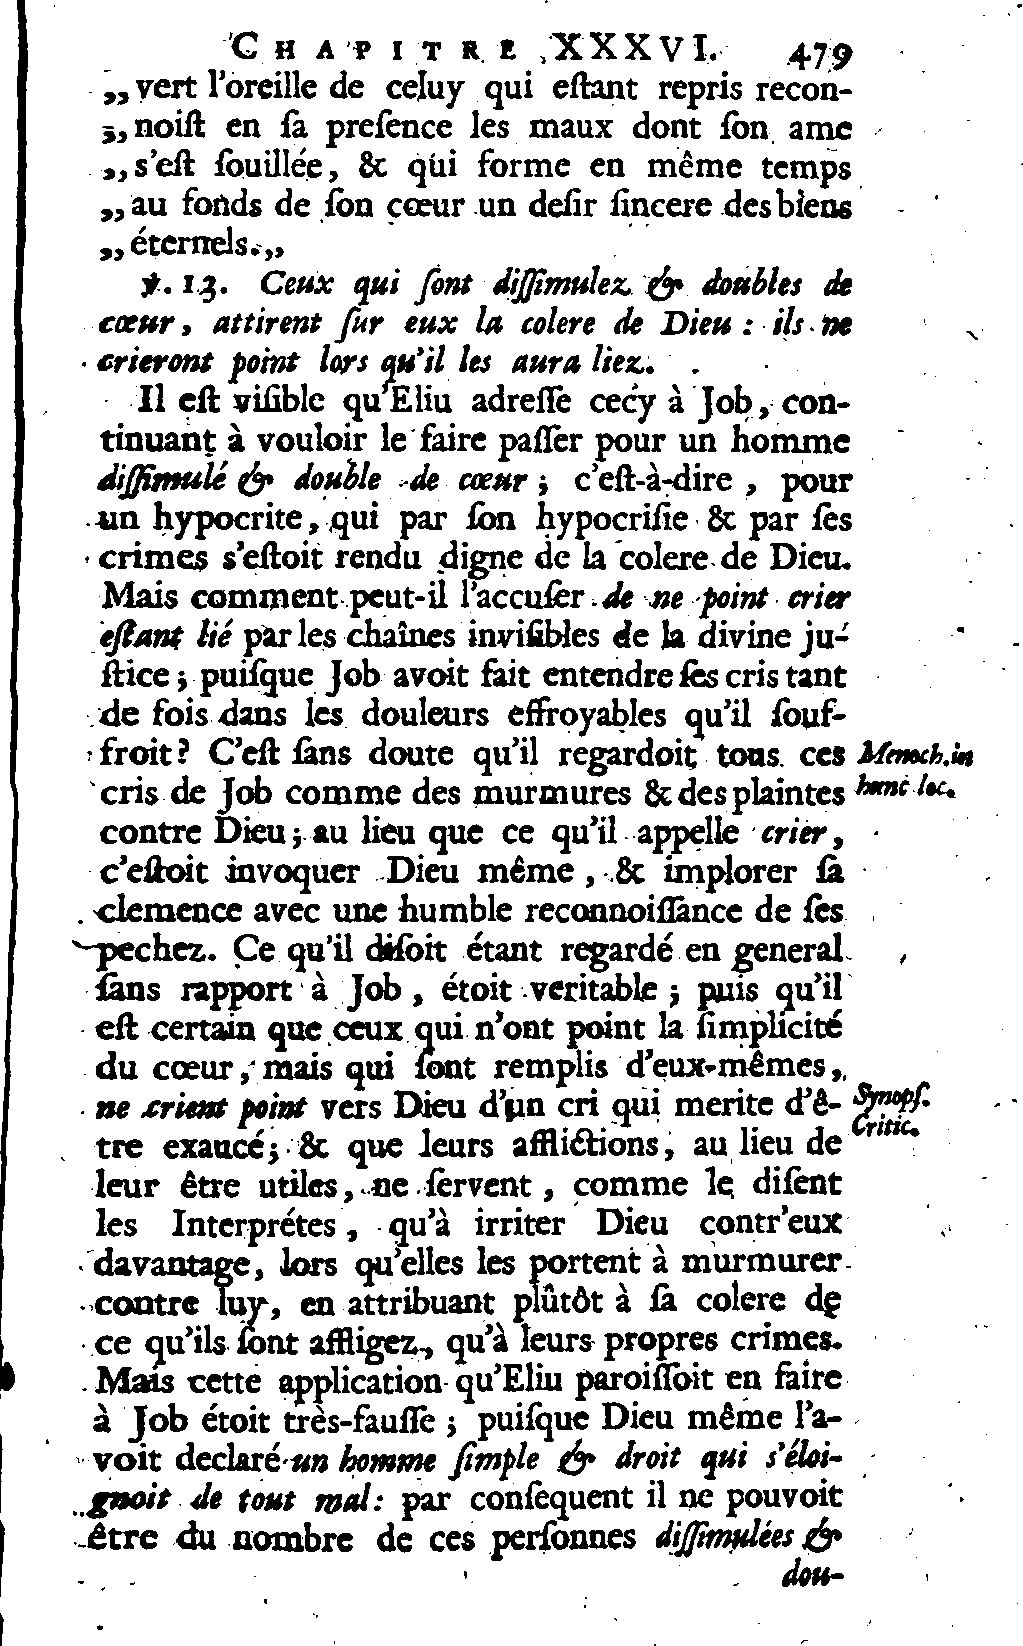 CHAPITRE XXXVI. 479
„vert l'oreille de celuy qui eſtant repris recon-
„noiſt en ſa preſence les maux dont ſon ame
„s'eſt ſouillée, & qui forme en même temps
„au fonds de ſon cœur un deſir ſincere des biens
„éternels.„
℣. 13. Ceux qui ſont diſſimulez & doubles de
cœur, attirent ſur eux la colere de Dieu : ils ne
crieront point lors qu'il les aura liez.
Il eſt viſible qu'Eliu adreſſe cecy à Job, con-
tinuant à vouloir le faire paſſer pour un homme
diſſimulé & double de cœur ; c'eſt-à-dire, pour
un hypocrite, qui par ſon hypocriſie & par ſes
crimes s'eſtoit rendu digne de la colere de Dieu.
Mais comment peut-il l'accuſer de ne point crier
eſtant lié par les chaînes inviſibles de la divine ju-
ſtice ; puiſque Job avoit fait entendre ſes cris tant
de fois dans les douleurs effroyables qu'il ſouf-
froit? C'eſt ſans doute qu'il regardoit tous ces
Menoch. in
cris de Job comme des murmures & des plaintes
hunc loc.
contre Dieu ; au lieu que ce qu'il appelle crier,
c'eſtoit invoquer Dieu même, & implorer ſa
clemence avec une humble reconnoiſſance de ſes
pechez. Ce qu'il diſoit étant regardé en general
ſans rapport à Job, étoit veritable ; puis qu'il
eſt certain que ceux qui n'ont point la ſimplicité
du cœur, mais qui ſont remplis d'eux-mêmes,
ne crient point vers Dieu d'un cri qui merite d'ê-
Synopſ.
tre exaucé ; & que leurs afflictions, au lieu de
Critic.
leur être utiles, ne ſervent, comme le diſent
les Interprétes, qu'à irriter Dieu contr'eux
davantage, lors qu'elles les portent à murmurer
contre luy, en attribuant plûtôt à ſa colere de
ce qu'ils ſont affligez, qu'à leurs propres crimes.
Mais cette application qu'Eliu paroiſſoit en faire
à Job étoit très-fauſſe ; puiſque Dieu même l'a-
voit declaré un homme ſimple & droit qui s'éloi-
gnoit de tout mal : par conſequent il ne pouvoit
être du nombre de ces perſonnes diſſimulées &
dou-